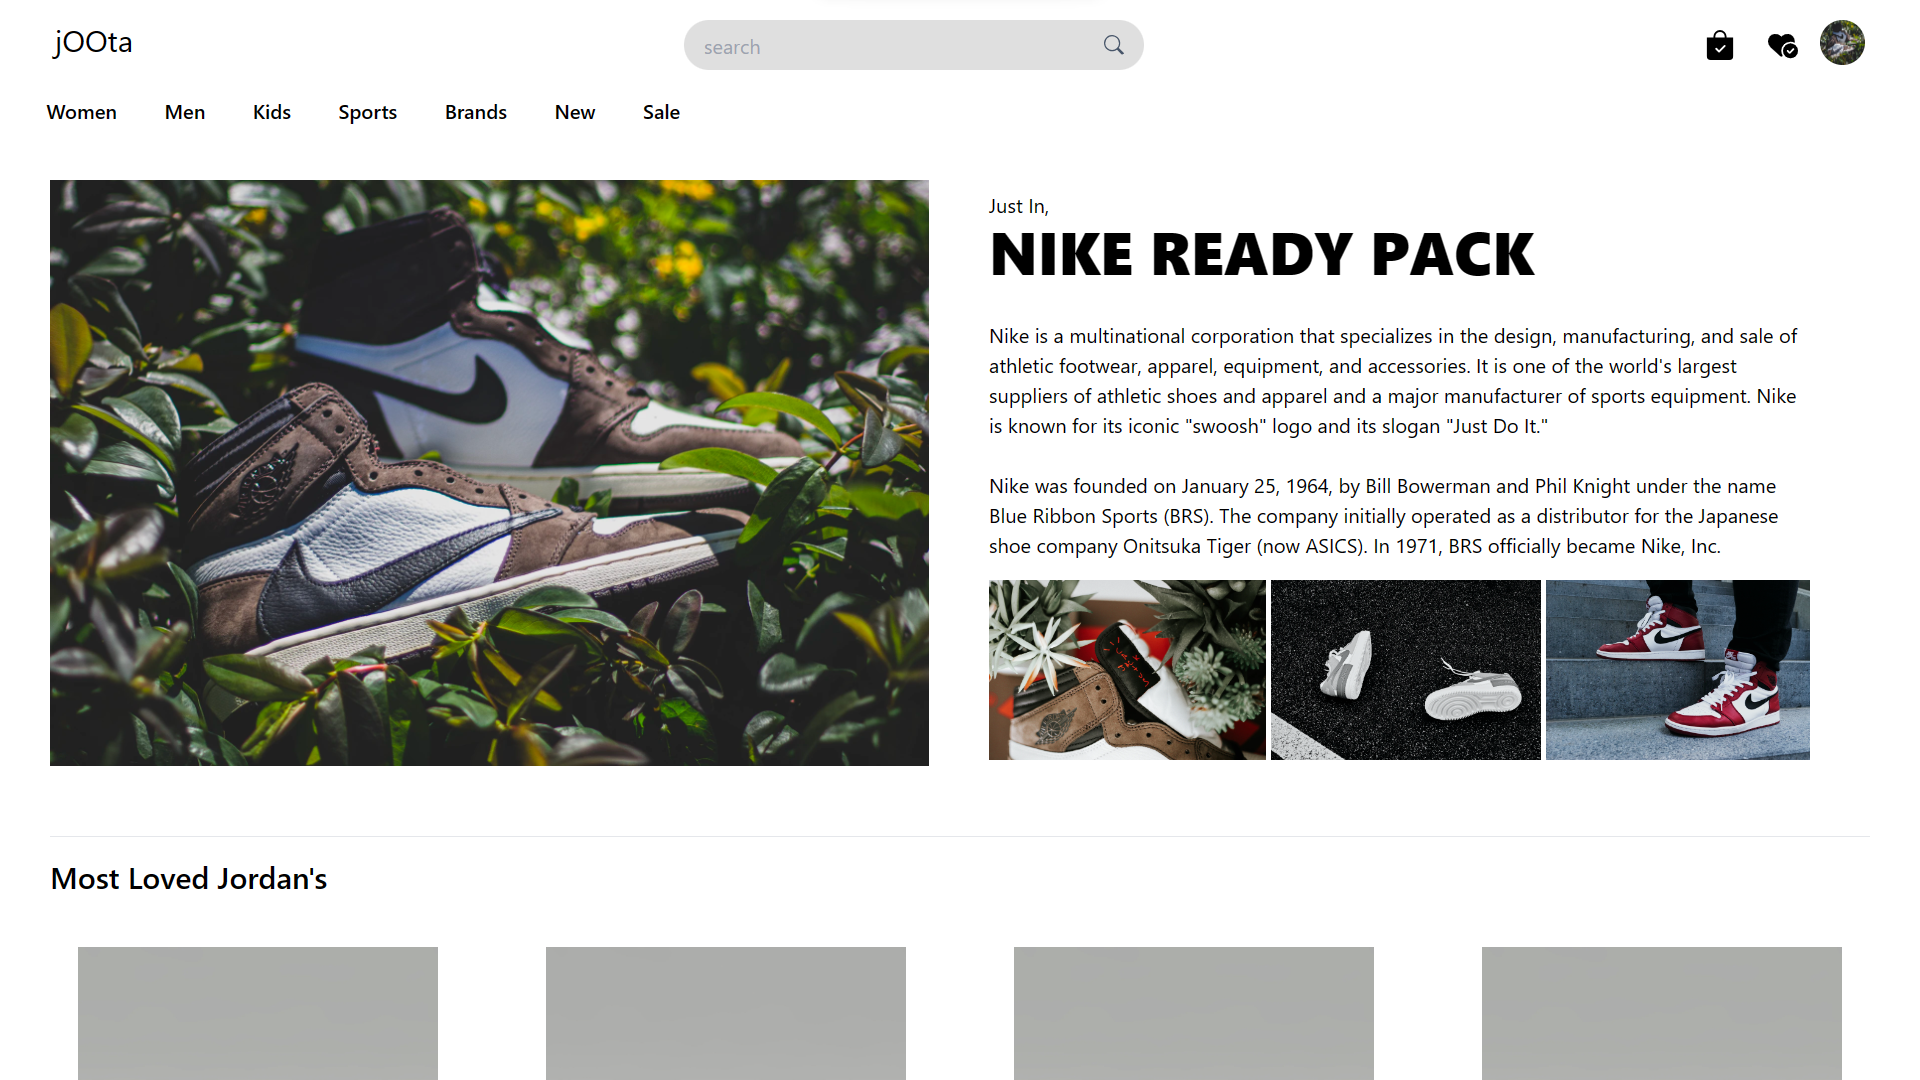 jOOta
search
Women Men Kids Sports Brands New Sale
Just In,
NIKE READY PACK
Nike is a multinational corporation that specializes in the design, manufacturing, and sale of
athletic footwear, apparel, equipment, and accessories. It is one of the world's largest
suppliers of athletic shoes and apparel and a major manufacturer of sports equipment. Nike
is known for its iconic "swoosh" logo and its slogan "Just Do It."
Nike was founded on January 25, 1964, by Bill Bowerman and Phil Knight under the name
Blue Ribbon Sports (BRS). The company initially operated as a distributor for the Japanese
shoe company Onitsuka Tiger (now ASICS). In 1971, BRS officially became Nike, Inc.
Most Loved Jordan's